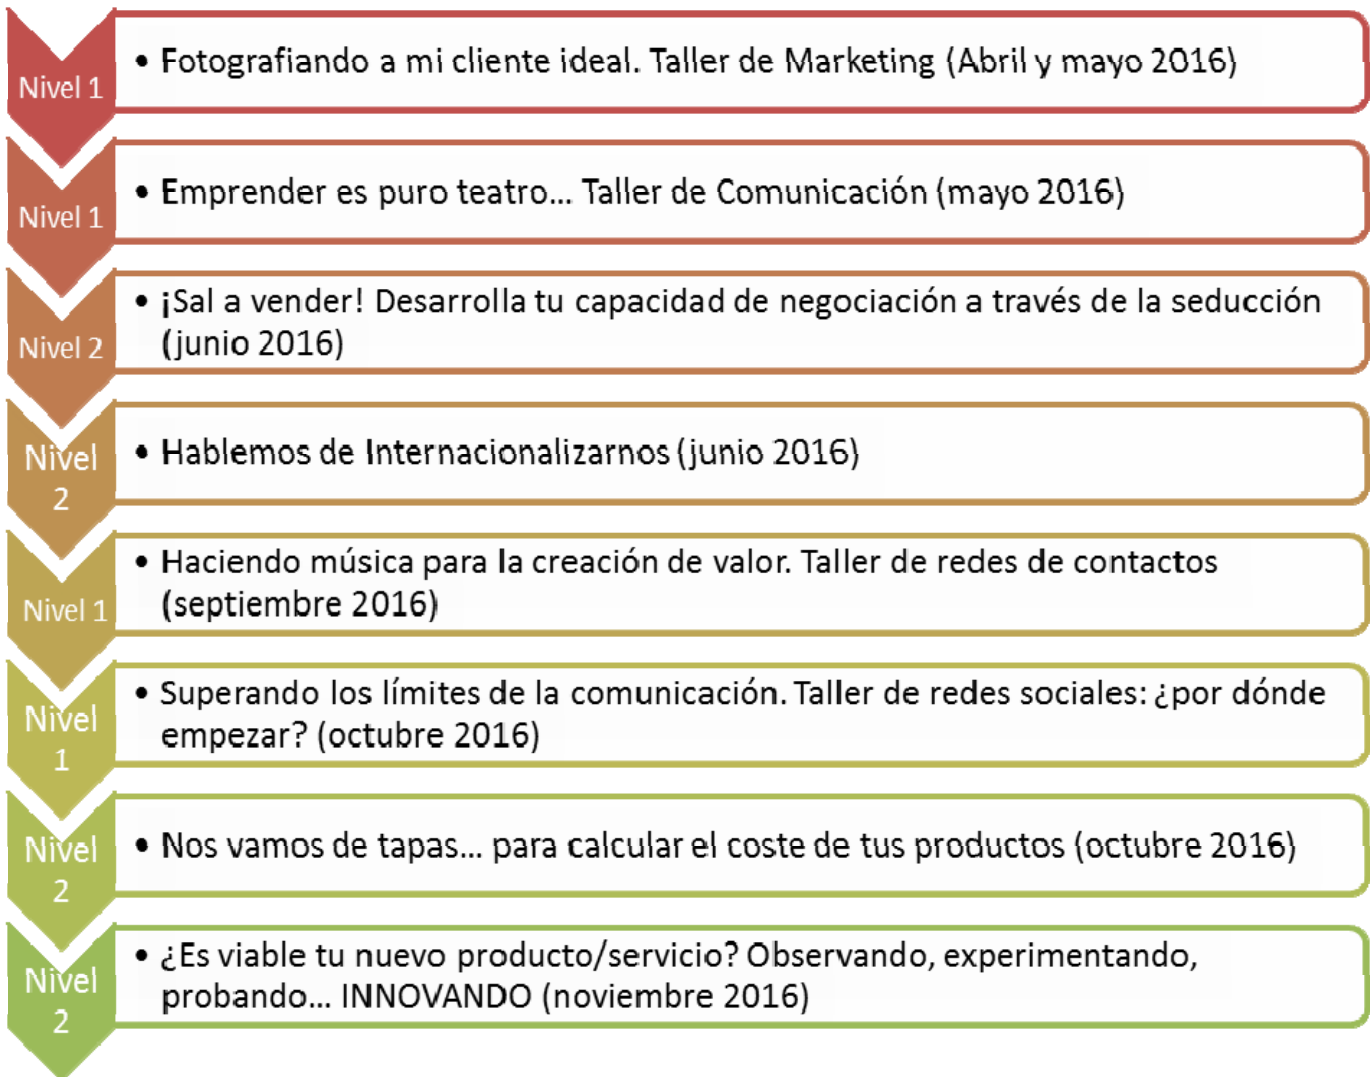 Nivel 1
• Fotografiando a mi cliente ideal. Taller de Marketing (Abril y mayo 2016)
Nivel 1
• Emprender es puro teatro... Taller de Comunicación (mayo 2016)
Nivel 2
• ¡Sal a vender! Desarrolla tu capacidad de negociación a través de la seducción
(junio 2016)
Nivel
2
• Hablemos de Internacionalizarnos (junio 2016)
Nivel 1
• Haciendo música para la creación de valor. Taller de redes de contactos
(septiembre 2016)
Nivel
1
• Superando los límites de la comunicación. Taller de redes sociales: ¿por dónde
empezar? (octubre 2016)
Nivel
2
• Nos vamos de tapas... para calcular el coste de tus productos (octubre 2016)
Nivel
2
• ¿Es viable tu nuevo producto/servicio? Observando, experimentando,
probando... INNOVANDO (noviembre 2016)